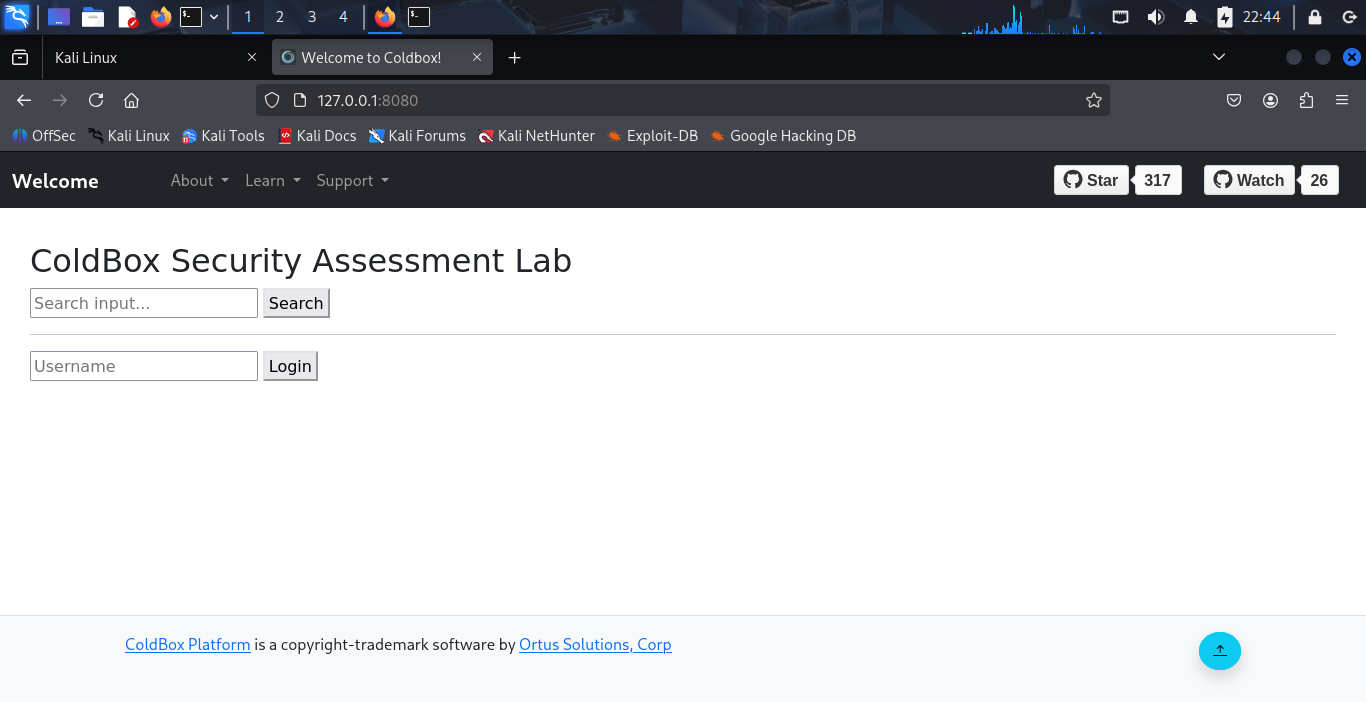 1 2 3 4 22:44
Kali Linux Welcome to Coldbox!
127.0.0.1:8080
OffSec Kali Linux Kali Tools Kali Docs Kali Forums Kali NetHunter Exploit-DB Google Hacking DB
Welcome About Learn Support Star 317 Watch 26
ColdBox Security Assessment Lab
Search input... Search
Username Login
ColdBox Platform is a copyright-trademark software by Ortus Solutions, Corp